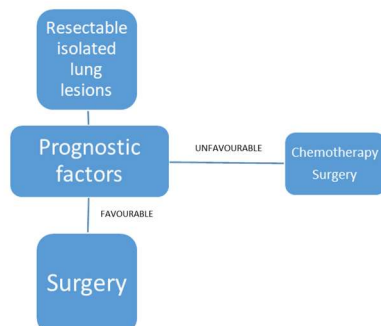 Resectable
isolated
lung
lesions
Prognostic
factors
UNFAVOURABLE
Chemotherapy
Surgery
FAVOURABLE
Surgery